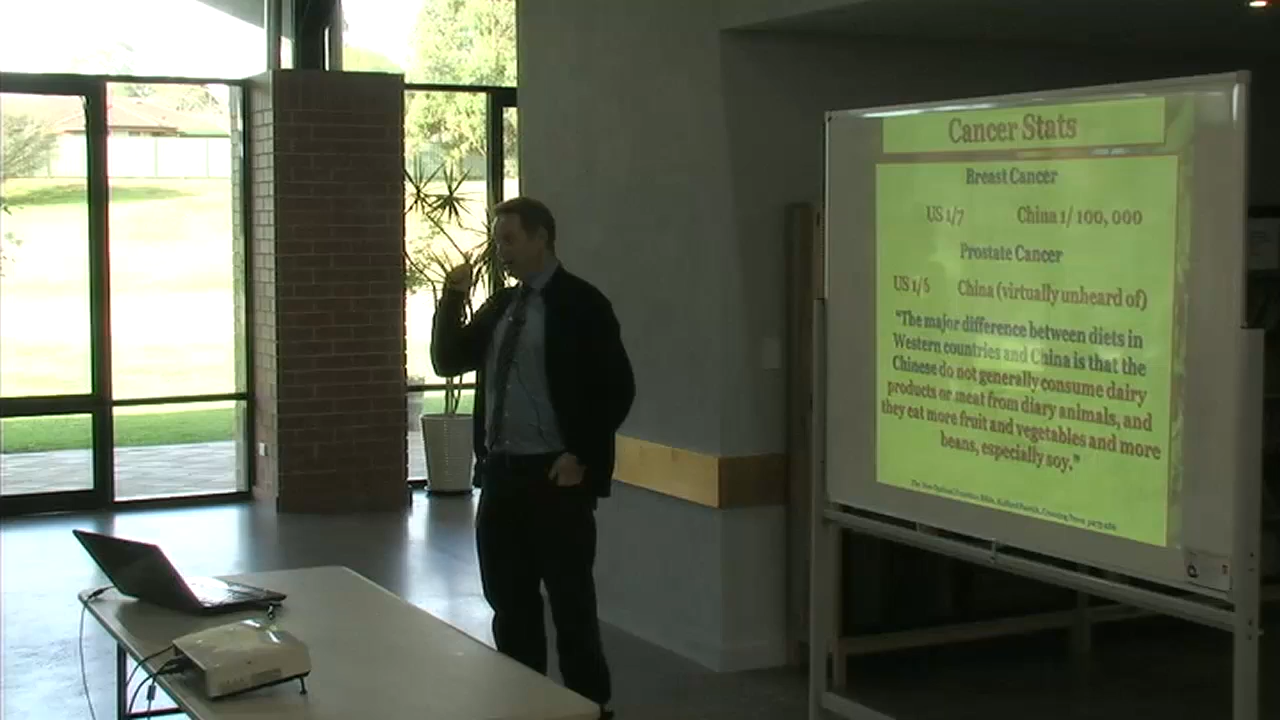 Cancer Stats
Breast Cancer
US 1/7 China 1/ 100, 000
Prostate Cancer
US 1/6 China (virtually unheard of)
"The major difference between diets in
Western countries and China is that the
Chinese do not generally consume dairy
products or meat from diary animals, and
they eat more fruit and vegetables and more
beans, especially soy."